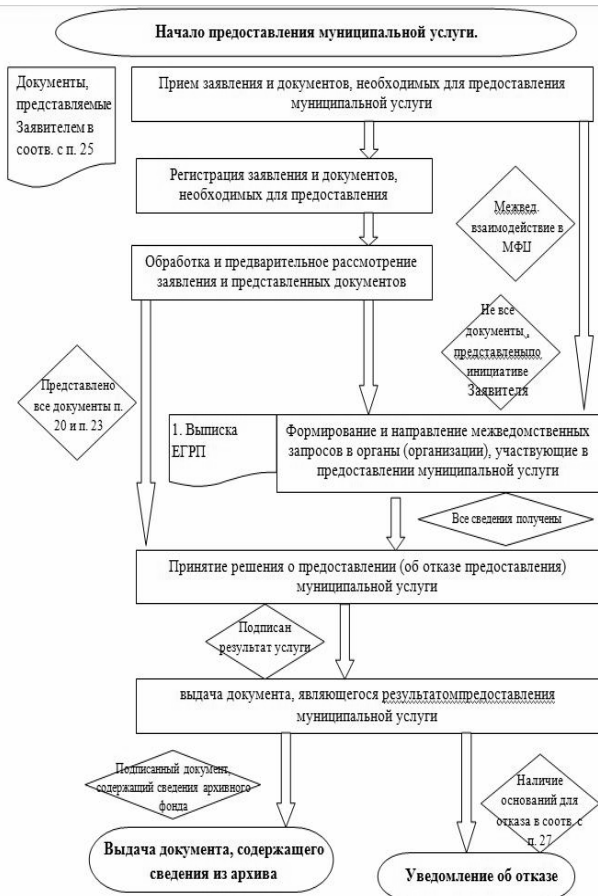 Начало предоставления муниципальной услуги.
Документы,
представляемые
Заявителем в
соотв. с п. 25
Прием заявления и документов, необходимых для предоставления
муниципальной услуги
Регистрация заявления и документов,
необходимых для предоставления
Межвед.
взаимодействие в
МФЦ
Обработка и предварительное рассмотрение
заявления и представленных документов
Не все
документы,
представленыпо
инициативе
Заявителя
Представлено
все документы п.
20 и п. 23
1. Выписка
ЕГРП
Формирование и направление межведомственных
запросов в органы (организации), участвующие в
предоставлении муниципальной услуги
Все сведения получены
Принятие решения о предоставлении (об отказе предоставления)
муниципальной услуги
Подписан
результат услуги
выдача документа, являющегося результатомпредоставления
муниципальной услуги
Подписанный документ,
содержащий сведения архивного
фонда
Наличие
оснований для
отказа в соотв. с
п. 27
Выдача документа, содержащего
сведения из архива
Уведомление об отказе